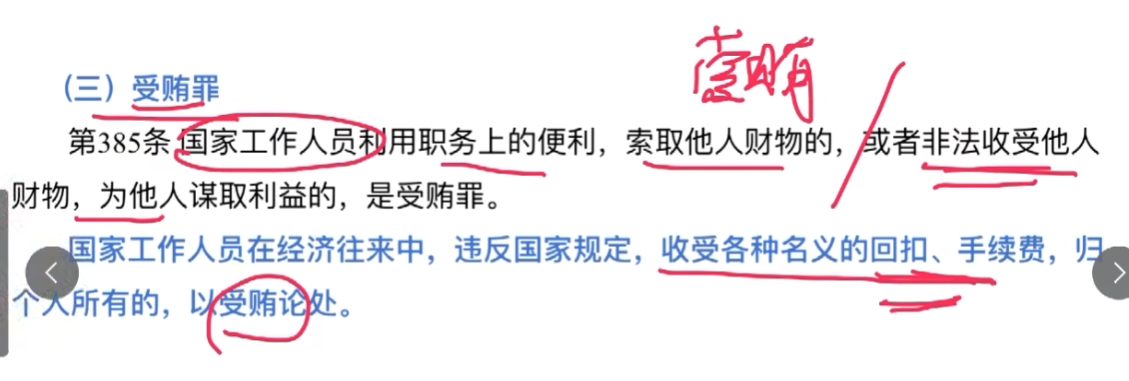 (三) 受贿罪
第385条 国家工作人员利用职务上的便利，索取他人财物的，或者非法收受他人
财物，为他人谋取利益的，是受贿罪。
国家工作人员在经济往来中，违反国家规定，收受各种名义的回扣、手续费，归
个人所有的，以受贿论处。